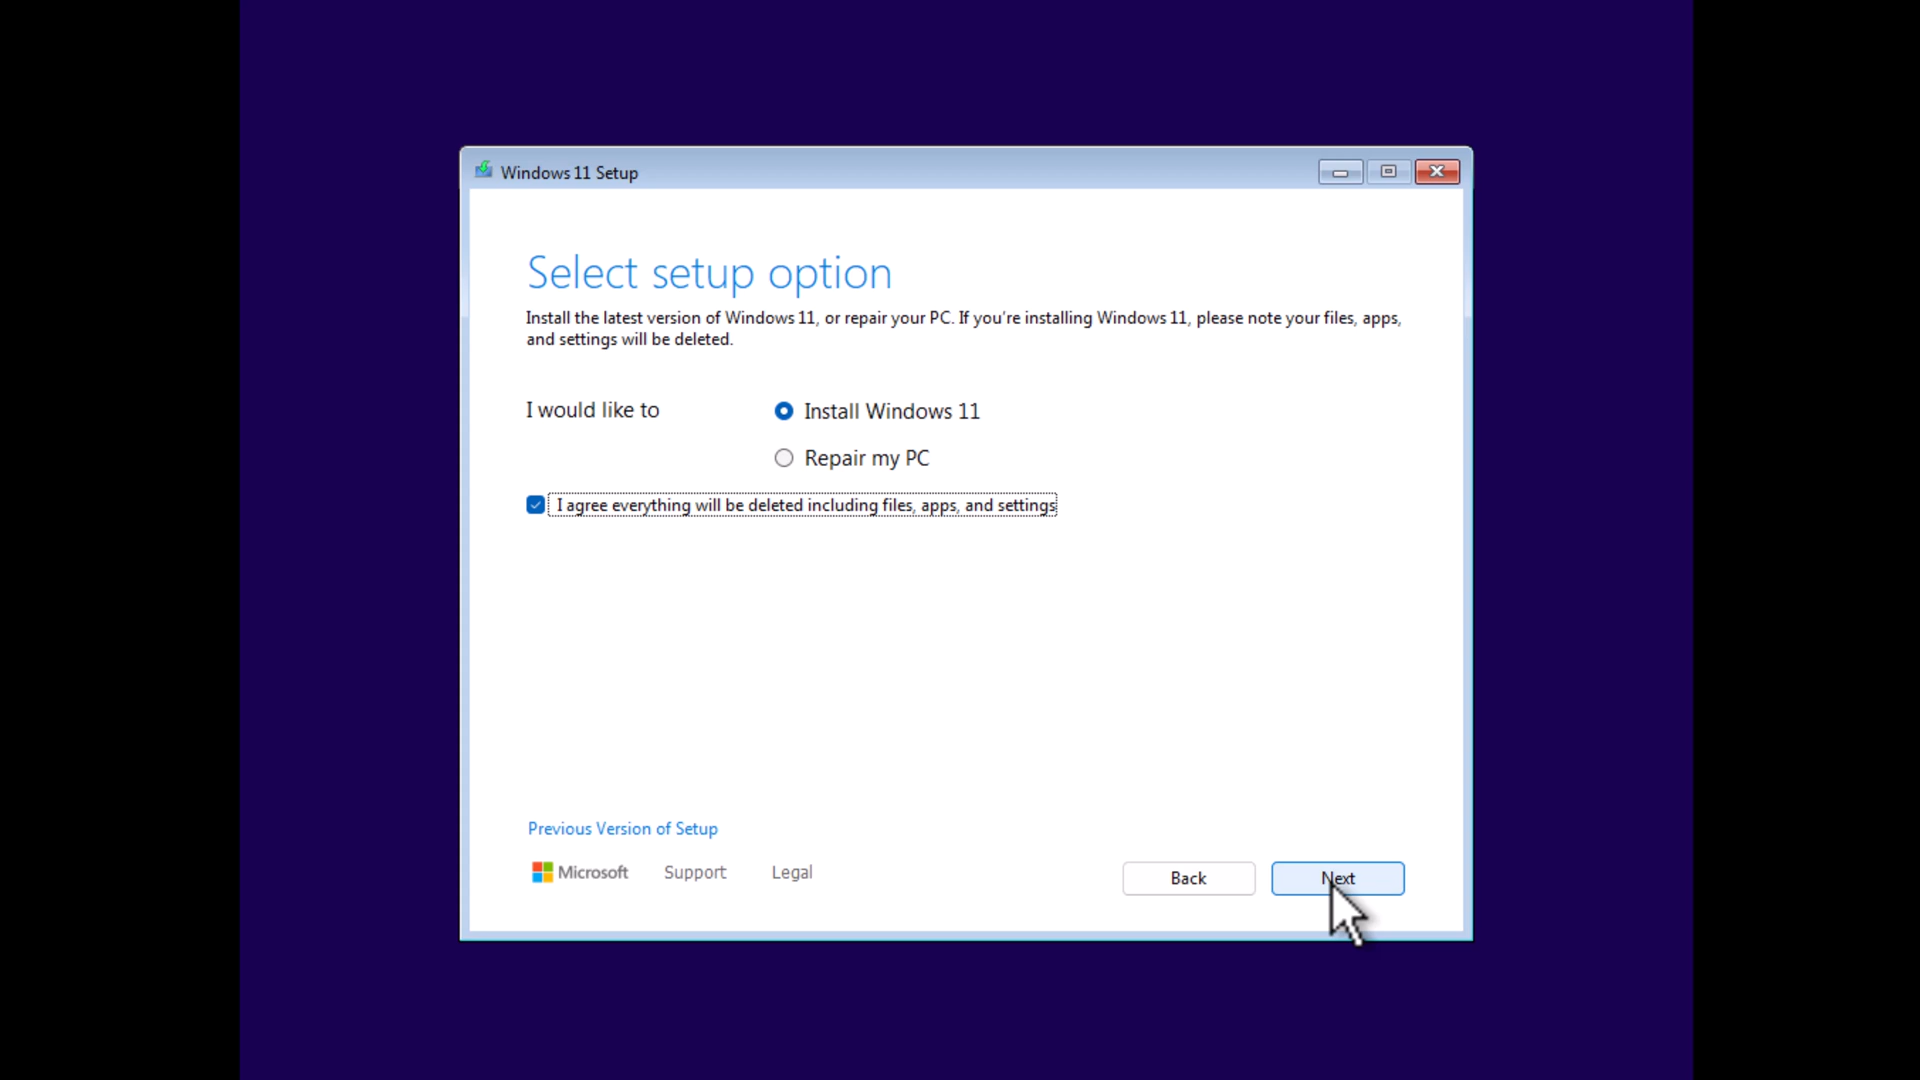 Windows 11 Setup
Select setup option
Install the latest version of Windows 11, or repair your PC. If you're installing Windows 11, please note your files, apps,
and settings will be deleted.
I would like to
Install Windows 11
Repair my PC
I agree everything will be deleted including files, apps, and settings
Previous Version of Setup
Microsoft Support Legal
Back Next